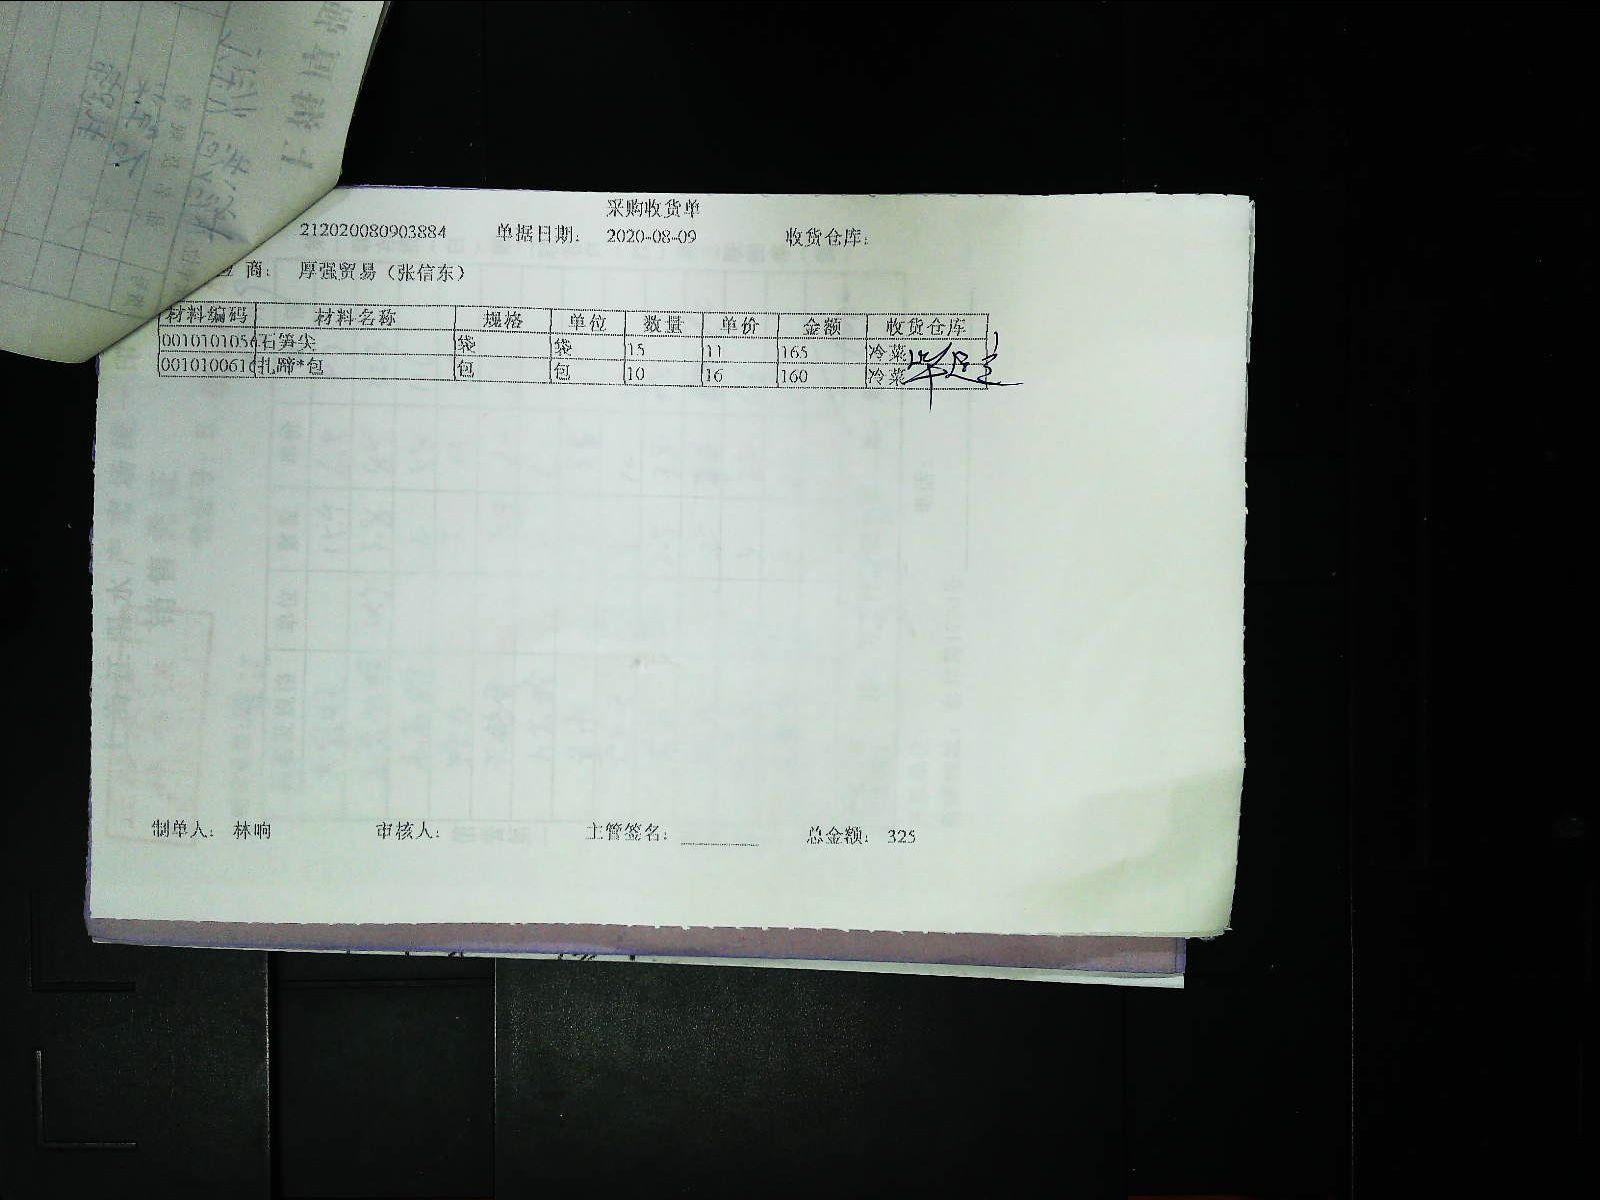 采购收货单
212020080903884 单据日期: 2020-08-09 收货仓库:
应商: 厚强贸易（张信东）
材料编码 材料名称 规格 单位 数量 单价 金额 收货仓库
0010101056 石笋尖 袋 袋 15 11 165 冷菜
0010100616 扎蹄*包 包 包 10 16 160 冷菜
制单人: 林响 审核人: 主管签名: 总金额: 325